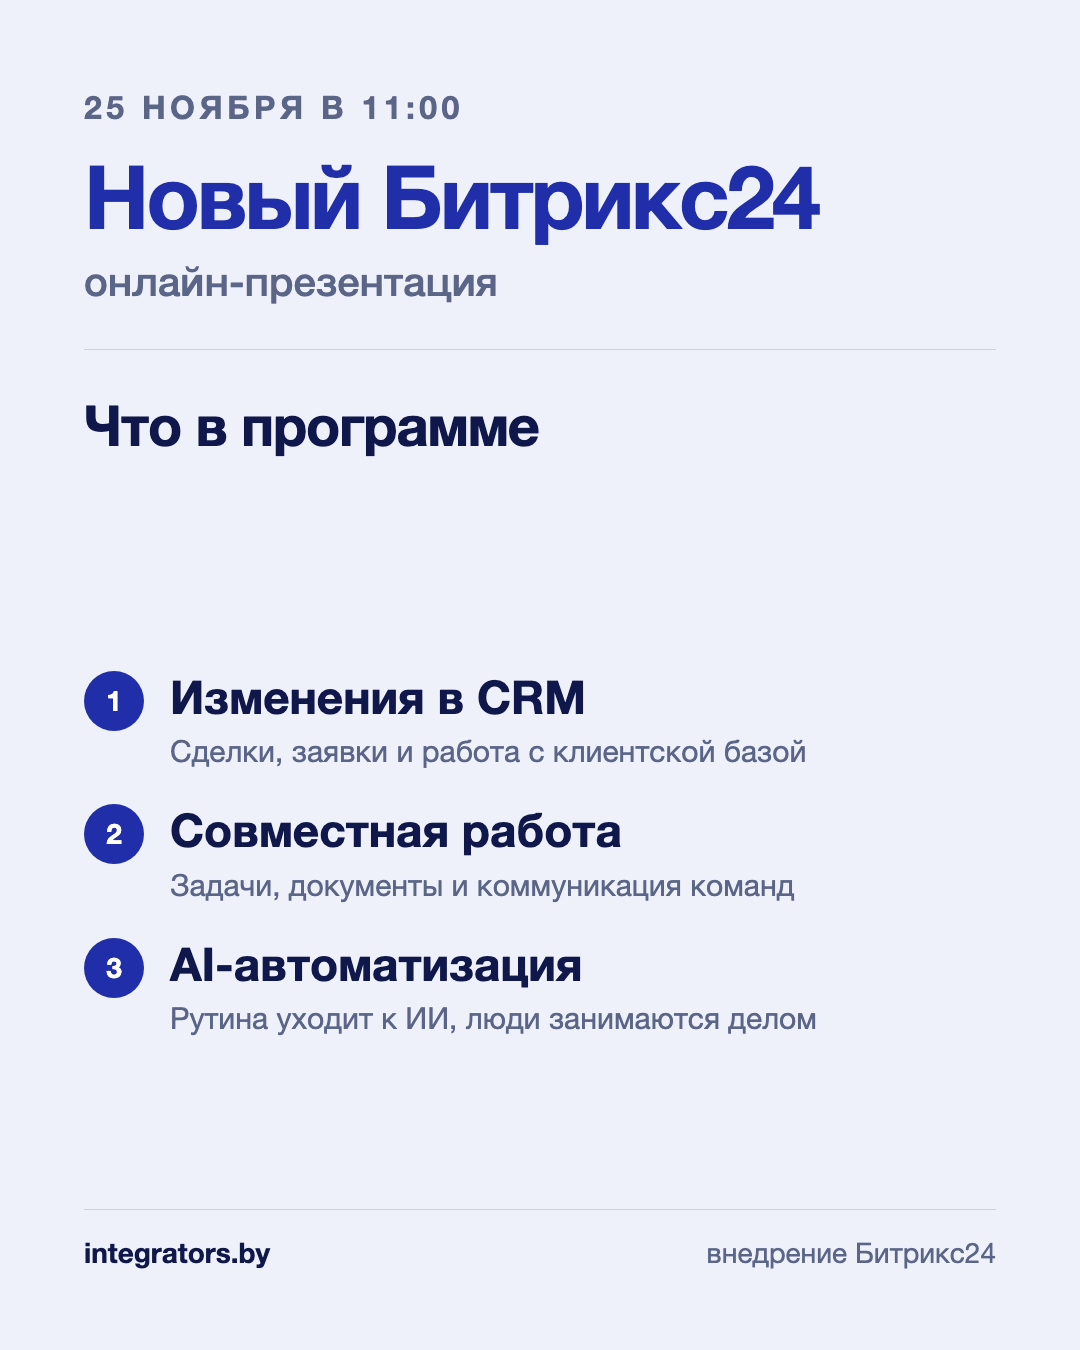 25 НОЯБРЯ В 11:00
Новый Битрикс24
онлайн-презентация
Что в программе
1 Изменения в CRM
Сделки, заявки и работа с клиентской базой
2 Совместная работа
Задачи, документы и коммуникация команд
3 AI-автоматизация
Рутина уходит к ИИ, люди занимаются делом
integrators.by внедрение Битрикс24